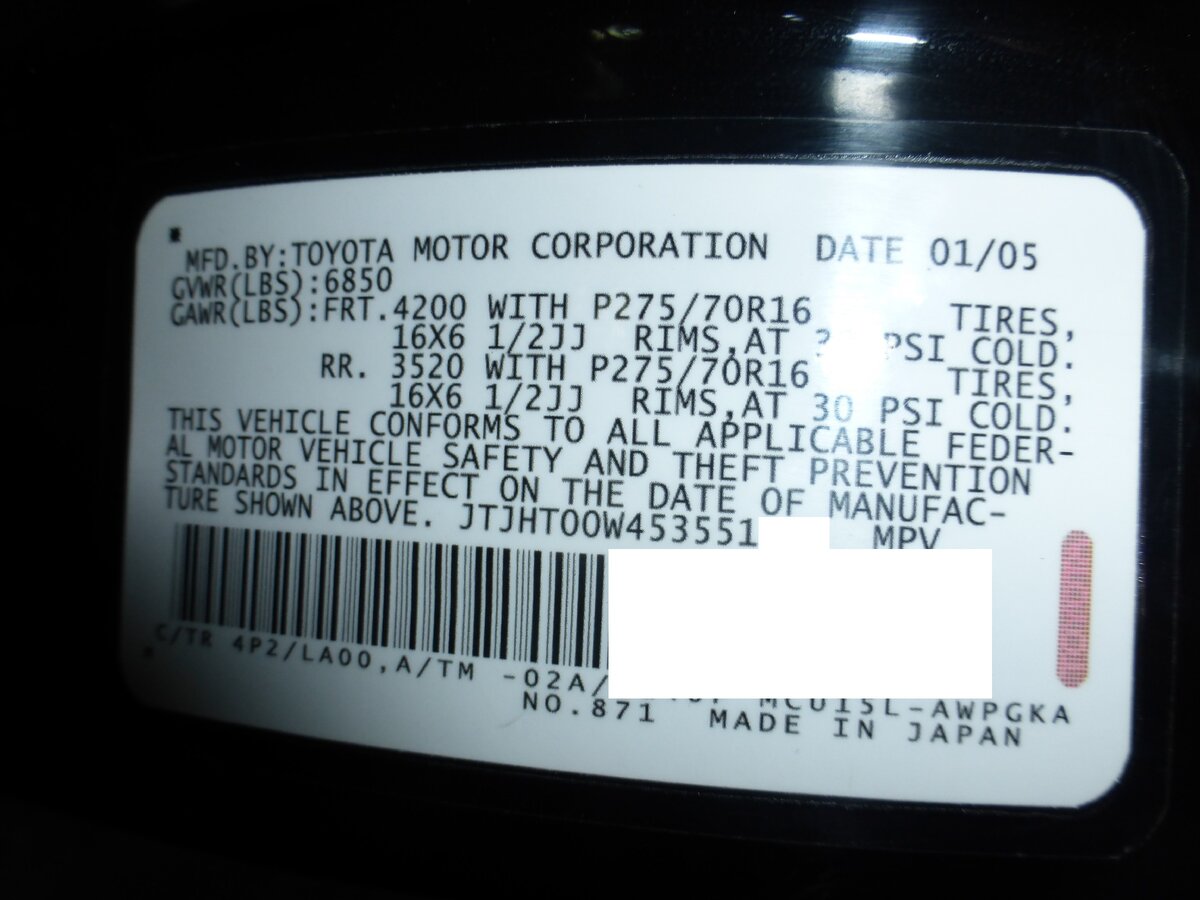 MFD.BY:TOYOTA MOTOR CORPORATION DATE 01/05
GVWR(LBS):6850
GAWR(LBS):FRT.4200 WITH P275/70R16 TIRES,
16X6 1/2JJ RIMS,AT PSI COLD.
RR. 3520 WITH P275/70R16 TIRES,
16X6 1/2JJ RIMS,AT 30 PSI COLD.
THIS VEHICLE CONFORMS TO ALL APPLICABLE FEDER-
AL MOTOR VEHICLE SAFETY AND THEFT PREVENTION
STANDARDS IN EFFECT ON THE DATE OF MANUFAC-
TURE SHOWN ABOVE. JTJHT00W453551 MPV
C/TR 4P2/LA00,A/TM -02A/ MCU15L-AWPGKA
NO.871 MADE IN JAPAN